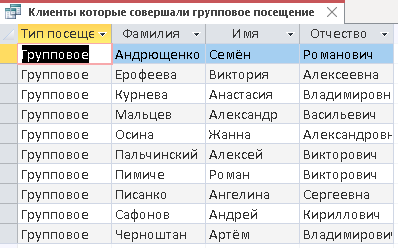 Клиенты которые совершали групповое посещение
Тип посеще Фамилия Имя Отчество
Групповое Андрющенко Семён Романович
Групповое Ерофеева Виктория Алексеевна
Групповое Курнева Анастасия Владимировн
Групповое Мальцев Александр Васильевич
Групповое Осина Жанна Александровн
Групповое Пальчинский Алексей Викторович
Групповое Пимиче Роман Викторович
Групповое Писанко Ангелина Сергеевна
Групповое Сафонов Андрей Кириллович
Групповое Черноштан Артём Владимирови